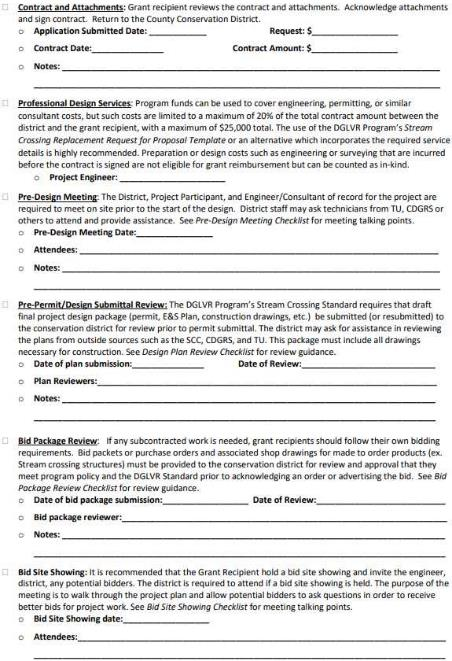 ☐ Contract and Attachments: Grant recipient reviews the contract and attachments. Acknowledge attachments
and sign contract. Return to the County Conservation District.
o Application Submitted Date: ____________ Request: $__________________
o Contract Date:________________ Contract Amount: $__________________
o Notes: ______________________________
______________________________
☐ Professional Design Services: Program funds can be used to cover engineering, permitting, or similar
consultant costs, but such costs are limited to a maximum of 20% of the total contract amount between the
district and the grant recipient, with a maximum of $25,000 total. The use of the DGLVR Program's Stream
Crossing Replacement Request for Proposal Template or an alternative which incorporates the required service
details is highly recommended. Preparation or design costs such as engineering or surveying that are incurred
before the contract is signed are not eligible for grant reimbursement but can be counted as in-kind.
o Project Engineer: ______________________
☐ Pre-Design Meeting: The District, Project Participant, and Engineer/Consultant of record for the project are
required to meet on site prior to the start of the design. District staff may ask technicians from TU, CDGRS or
others to attend and provide assistance. See Pre-Design Meeting Checklist for meeting talking points.
o Pre-Design Meeting Date:________________
o Attendees: ______________________________
o Notes: ______________________________
______________________________
☐ Pre-Permit/Design Submittal Review: The DGLVR Program's Stream Crossing Standard requires that draft
final project design package (permit, E&S Plan, construction drawings, etc.) be submitted (or resubmitted) to
the conservation district for review prior to permit submittal. The district may ask for assistance in reviewing
the plans from outside sources such as the SCC, CDGRS, and TU. This package must include all drawings
necessary for construction. See Design Plan Review Checklist for review guidance.
o Date of plan submission:_______________ Date of Review:__________________
o Plan Reviewers:______________________________
o Notes: ______________________________
______________________________
☐ Bid Package Review: If any subcontracted work is needed, grant recipients should follow their own bidding
requirements. Bid packets or purchase orders and associated shop drawings for made to order products (ex.
Stream crossing structures) must be provided to the conservation district for review and approval that they
meet program policy and the DGLVR Standard prior to acknowledging an order or advertising the bid. See Bid
Package Review Checklist for review guidance.
o Date of bid package submission:__________________ Date of Review:__________________
o Bid package reviewer:______________________________
o Notes: ______________________________
______________________________
☐ Bid Site Showing: It is recommended that the Grant Recipient hold a bid site showing and invite the engineer,
district, any potential bidders. The district is required to attend if a bid site showing is held. The purpose of the
meeting is to walk through the project plan and allow potential bidders to ask questions in order to receive
better bids for project work. See Bid Site Showing Checklist for meeting talking points.
o Bid Site Showing date:__________________
o Attendees:______________________________
______________________________